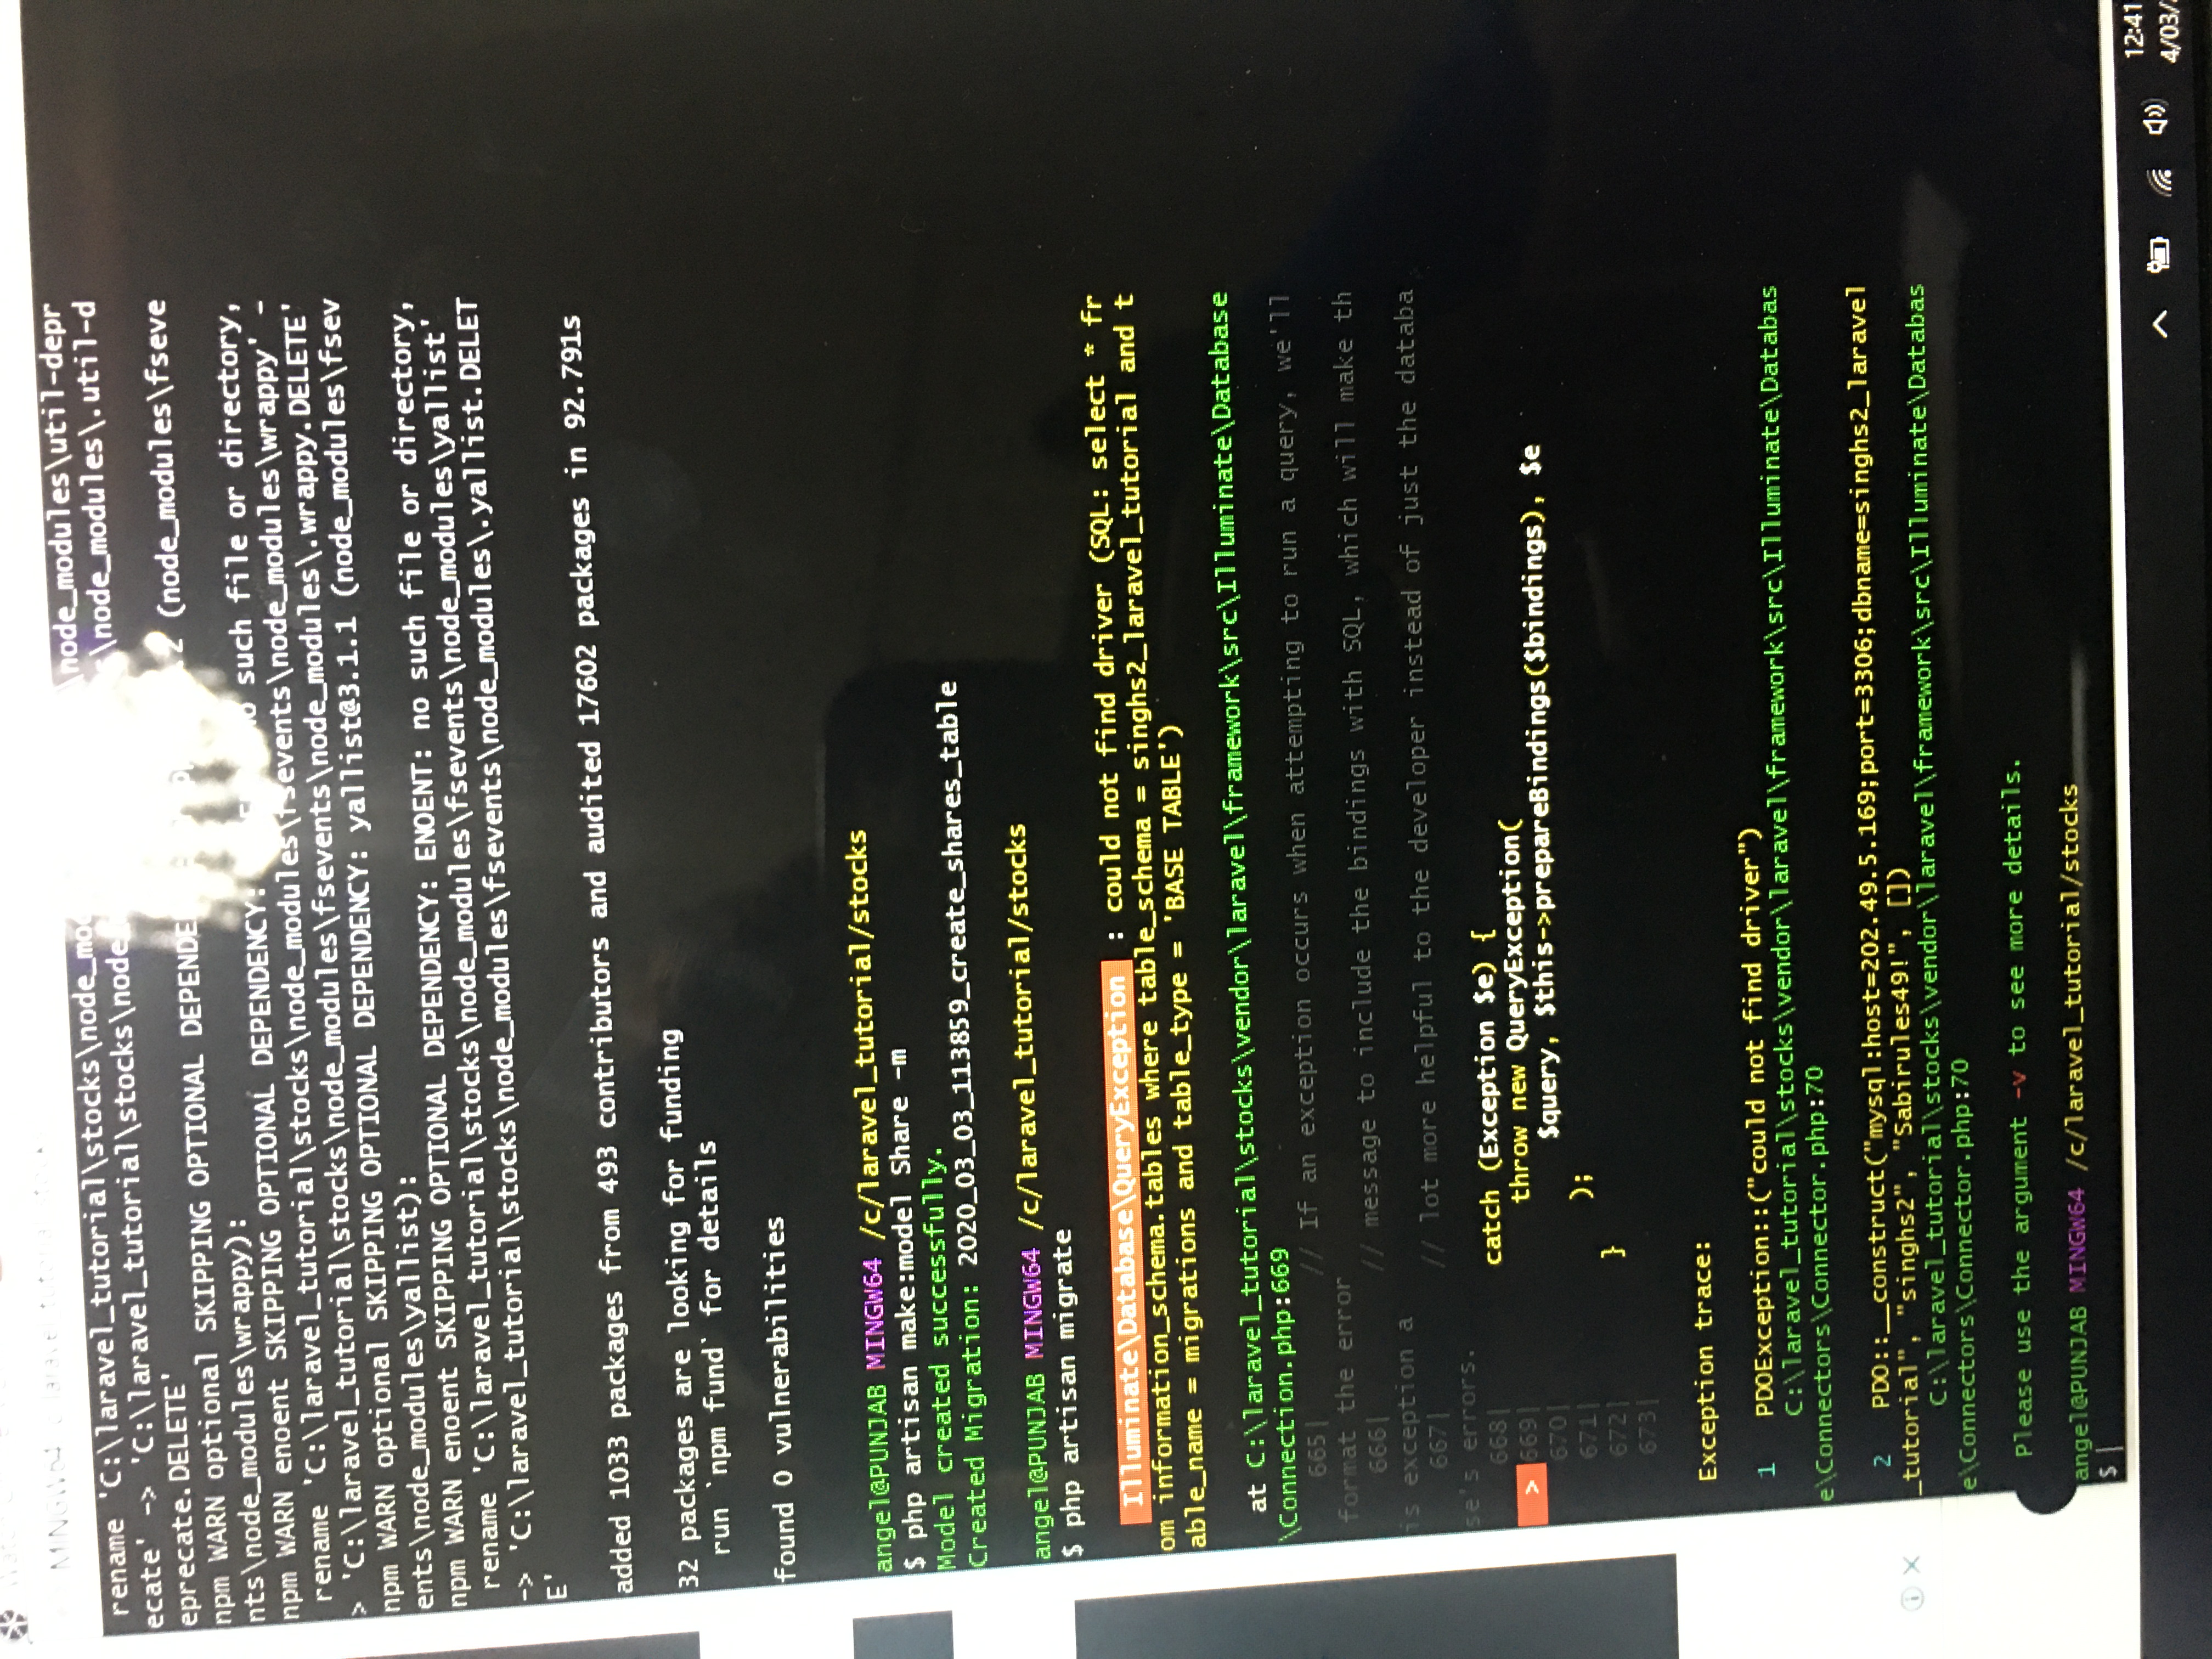 MINGW64
\node_modules\util-depr
rename 'C:\laravel_tutorial\stocks\node_mod
s\node_modules\.util-d
ecate' -> 'C:\laravel_tutorial\stocks\node
eprecate.DELETE'
npm WARN optional SKIPPING OPTIONAL DEPENDE (node_modules\fseve
nts\node_modules\wrappy):
npm WARN enoent SKIPPING OPTIONAL DEPENDENCY: such file or directory,
rename 'C:\laravel_tutorial\stocks\node_modules\fsevents\node_modules\wrappy' -
> 'C:\laravel_tutorial\stocks\node_modules\fsevents\node_modules\.wrappy.DELETE'
npm WARN optional SKIPPING OPTIONAL DEPENDENCY: yallist@3.1.1 (node_modules\fsev
ents\node_modules\yallist):
npm WARN enoent SKIPPING OPTIONAL DEPENDENCY: ENOENT: no such file or directory,
rename 'C:\laravel_tutorial\stocks\node_modules\fsevents\node_modules\yallist'
-> 'C:\laravel_tutorial\stocks\node_modules\fsevents\node_modules\.yallist.DELET
E'
added 1033 packages from 493 contributors and audited 17602 packages in 92.791s
32 packages are looking for funding
run `npm fund` for details
found 0 vulnerabilities
angel@PUNJAB MINGW64 /c/laravel_tutorial/stocks
$ php artisan make:model Share -m
Model created successfully.
Created Migration: 2020_03_03_113859_create_shares_table
angel@PUNJAB MINGW64 /c/laravel_tutorial/stocks
$ php artisan migrate
Illuminate\Database\QueryException : could not find driver (SQL: select * fr
om information_schema.tables where table_schema = singhs2_laravel_tutorial and t
able_name = migrations and table_type = 'BASE TABLE')
at C:\laravel_tutorial\stocks\vendor\laravel\framework\src\Illuminate\Database
\Connection.php:669
665| // If an exception occurs when attempting to run a query, we'll
format the error
666| // message to include the bindings with SQL, which will make th
is exception a
667| // lot more helpful to the developer instead of just the databa
se's errors.
668| catch (Exception $e) {
> 669| throw new QueryException(
670| $query, $this->prepareBindings($bindings), $e
671| );
672| }
673|
Exception trace:
1 PDOException::("could not find driver")
C:\laravel_tutorial\stocks\vendor\laravel\framework\src\Illuminate\Databas
e\Connectors\Connector.php:70
2 PDO::__construct("mysql:host=202.49.5.169;port=3306;dbname=singhs2_laravel
_tutorial", "singhs2", "Sabirules49!", [])
C:\laravel_tutorial\stocks\vendor\laravel\framework\src\Illuminate\Databas
e\Connectors\Connector.php:70
Please use the argument -v to see more details.
angel@PUNJAB MINGW64 /c/laravel_tutorial/stocks
$
12:41
4/03/